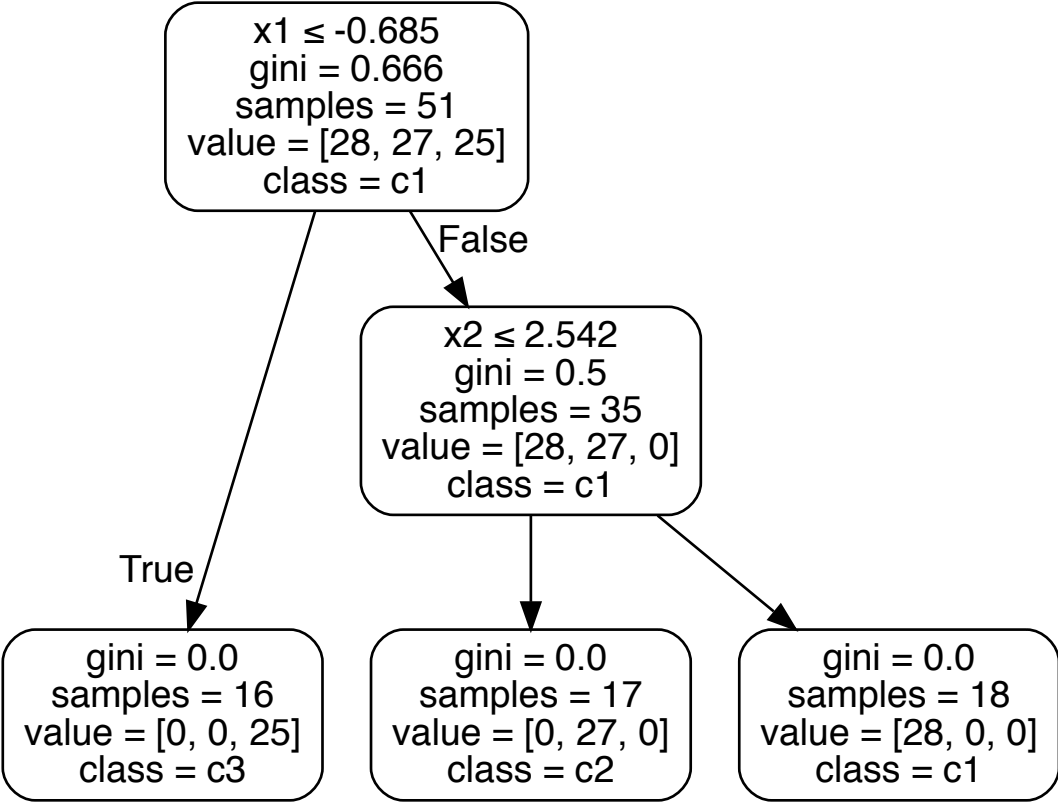 x1 ≤ -0.685
gini = 0.666
samples = 51
value = [28, 27, 25]
class = c1
False
x2 ≤ 2.542
gini = 0.5
samples = 35
value = [28, 27, 0]
class = c1
True
gini = 0.0
samples = 16
value = [0, 0, 25]
class = c3
gini = 0.0
samples = 17
value = [0, 27, 0]
class = c2
gini = 0.0
samples = 18
value = [28, 0, 0]
class = c1